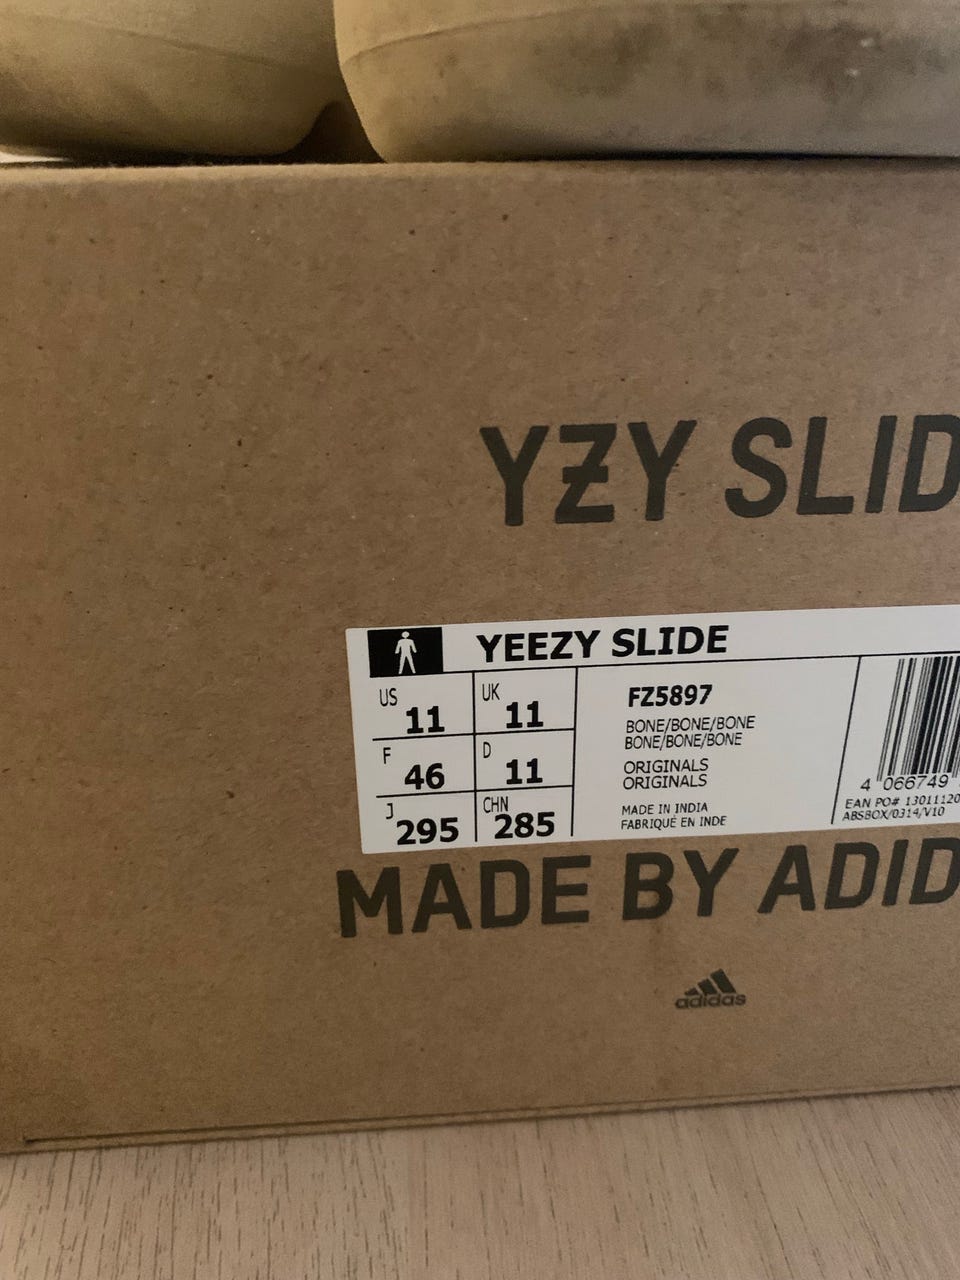 YZY SLID
YEEZY SLIDE
US 11 UK 11
F 46 D 11
J 295 CHN 285
FZ5897
BONE/BONE/BONE
BONE/BONE/BONE
ORIGINALS
ORIGINALS
MADE IN INDIA
FABRIQUÉ EN INDE
4 066749
EAN PO# 13011120
ABSBOX/0314/V10
MADE BY ADID
adidas